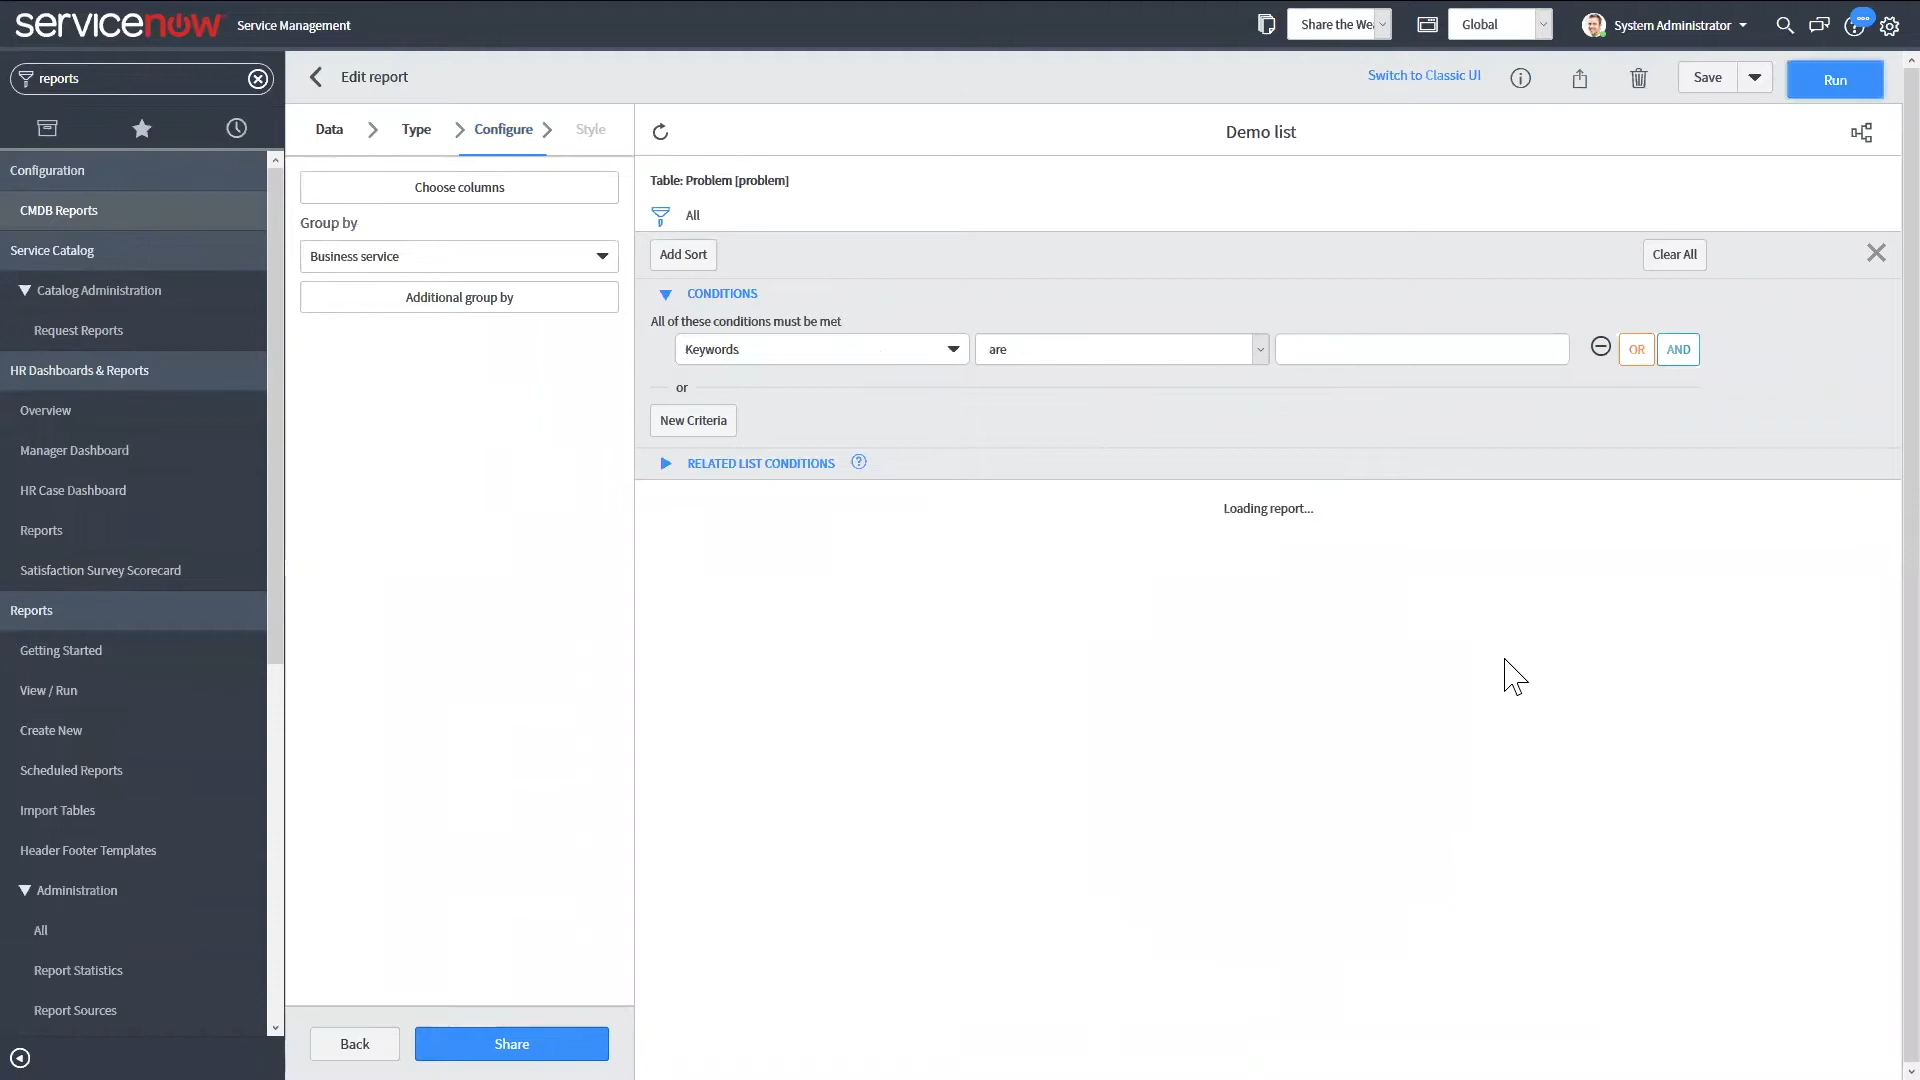 servicenow Service Management
Share the We
Global
System Administrator
reports
Edit report
Switch to Classic UI
Save
Run
Data
Type
Configure
Style
Demo list
Configuration
CMDB Reports
Service Catalog
Catalog Administration
Request Reports
HR Dashboards & Reports
Overview
Manager Dashboard
HR Case Dashboard
Reports
Satisfaction Survey Scorecard
Reports
Getting Started
View / Run
Create New
Scheduled Reports
Import Tables
Header Footer Templates
Administration
All
Report Statistics
Report Sources
Choose columns
Group by
Business service
Additional group by
Back
Share
Table: Problem [problem]
All
Add Sort
Clear All
CONDITIONS
All of these conditions must be met
Keywords
are
OR
AND
or
New Criteria
RELATED LIST CONDITIONS
Loading report...